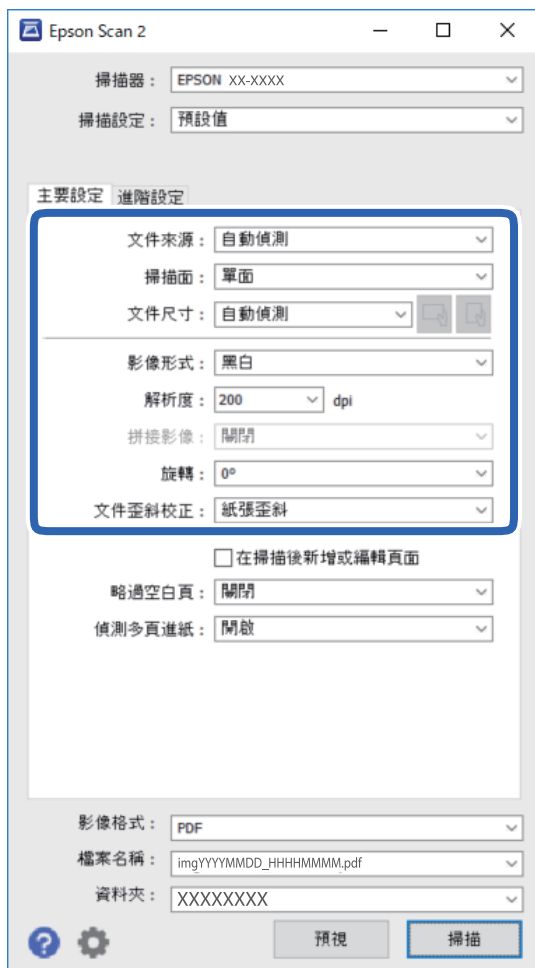 Epson Scan 2
掃描器： EPSON XX-XXXX
掃描設定： 預設值
主要設定 進階設定
文件來源： 自動偵測
掃描面： 單面
文件尺寸： 自動偵測
影像形式： 黑白
解析度： 200 dpi
拼接影像： 關閉
旋轉： 0°
文件歪斜校正： 紙張歪斜
在掃描後新增或編輯頁面
略過空白頁： 關閉
偵測多頁進紙： 開啟
影像格式： PDF
檔案名稱： imgYYYYMMDD_HHHHMMMM.pdf
資料夾： XXXXXXXX
? 預視 掃描